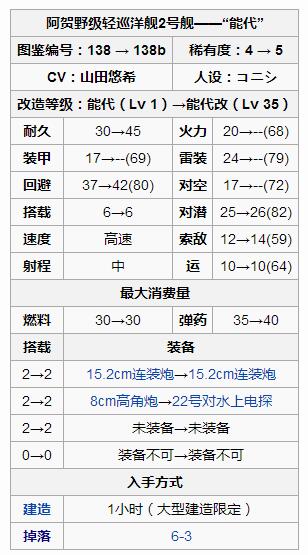 阿贺野级轻巡洋舰2号舰——“能代”
图鉴编号：138 → 138b 稀有度：4 → 5
CV：山田悠希 人设：コニシ
改造等级：能代（Lv 1）→能代改（Lv 35）
耐久 30→45 火力 20→--(68)
装甲 17→--(69) 雷装 24→--(79)
回避 37→42(80) 对空 17→--(72)
搭载 6→6 对潜 25→26(82)
速度 高速 索敌 12→14(59)
射程 中 运 10→10(64)
最大消费量
燃料 30→30 弹药 35→40
搭载 装备
2→2 15.2cm连装炮→15.2cm连装炮
2→2 8cm高角炮→22号对水上电探
2→2 未装备→未装备
0→0 装备不可→装备不可
入手方式
建造 1小时（大型建造限定）
掉落 6-3